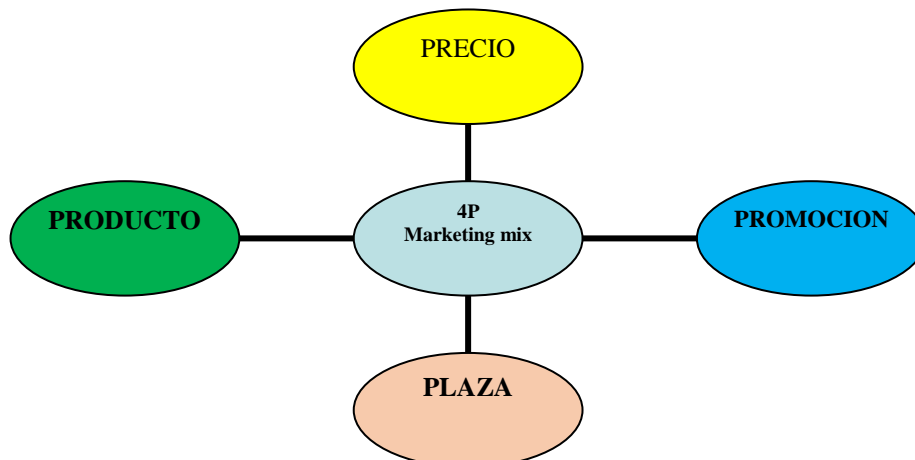 PRECIO
PRODUCTO
4P
Marketing mix
PROMOCION
PLAZA